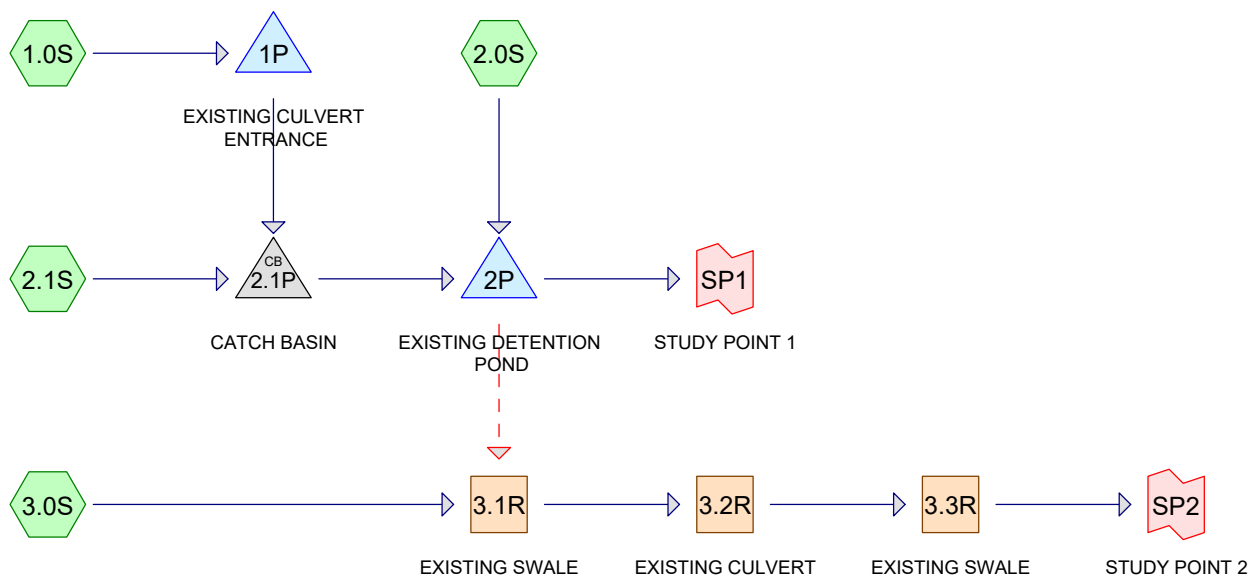 1.0S
1P
2.0S
EXISTING CULVERT
ENTRANCE
2.1S
CB
2.1P
2P
SP1
CATCH BASIN
EXISTING DETENTION
POND
STUDY POINT 1
3.0S
3.1R
3.2R
3.3R
SP2
EXISTING SWALE
EXISTING CULVERT
EXISTING SWALE
STUDY POINT 2